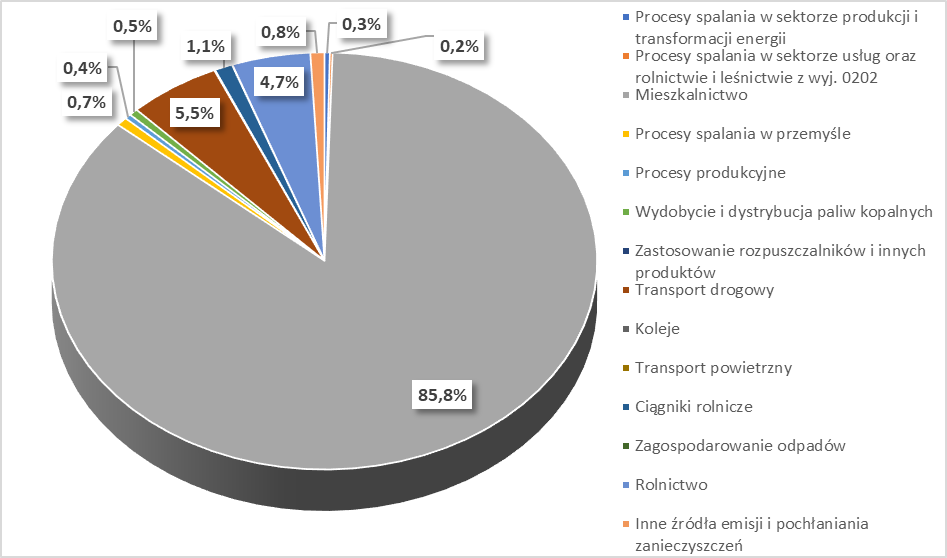 0,5%
0,4%
0,7%
5,5%
1,1%
4,7%
0,8%
0,3%
0,2%
85,8%
Procesy spalania w sektorze produkcji i
transformacji energii
Procesy spalania w sektorze usług oraz
rolnictwie i leśnictwie z wyj. 0202
Mieszkalnictwo
Procesy spalania w przemyśle
Procesy produkcyjne
Wydobycie i dystrybucja paliw kopalnych
Zastosowanie rozpuszczalników i innych
produktów
Transport drogowy
Koleje
Transport powietrzny
Ciągniki rolnicze
Zagospodarowanie odpadów
Rolnictwo
Inne źródła emisji i pochłaniania
zanieczyszczeń